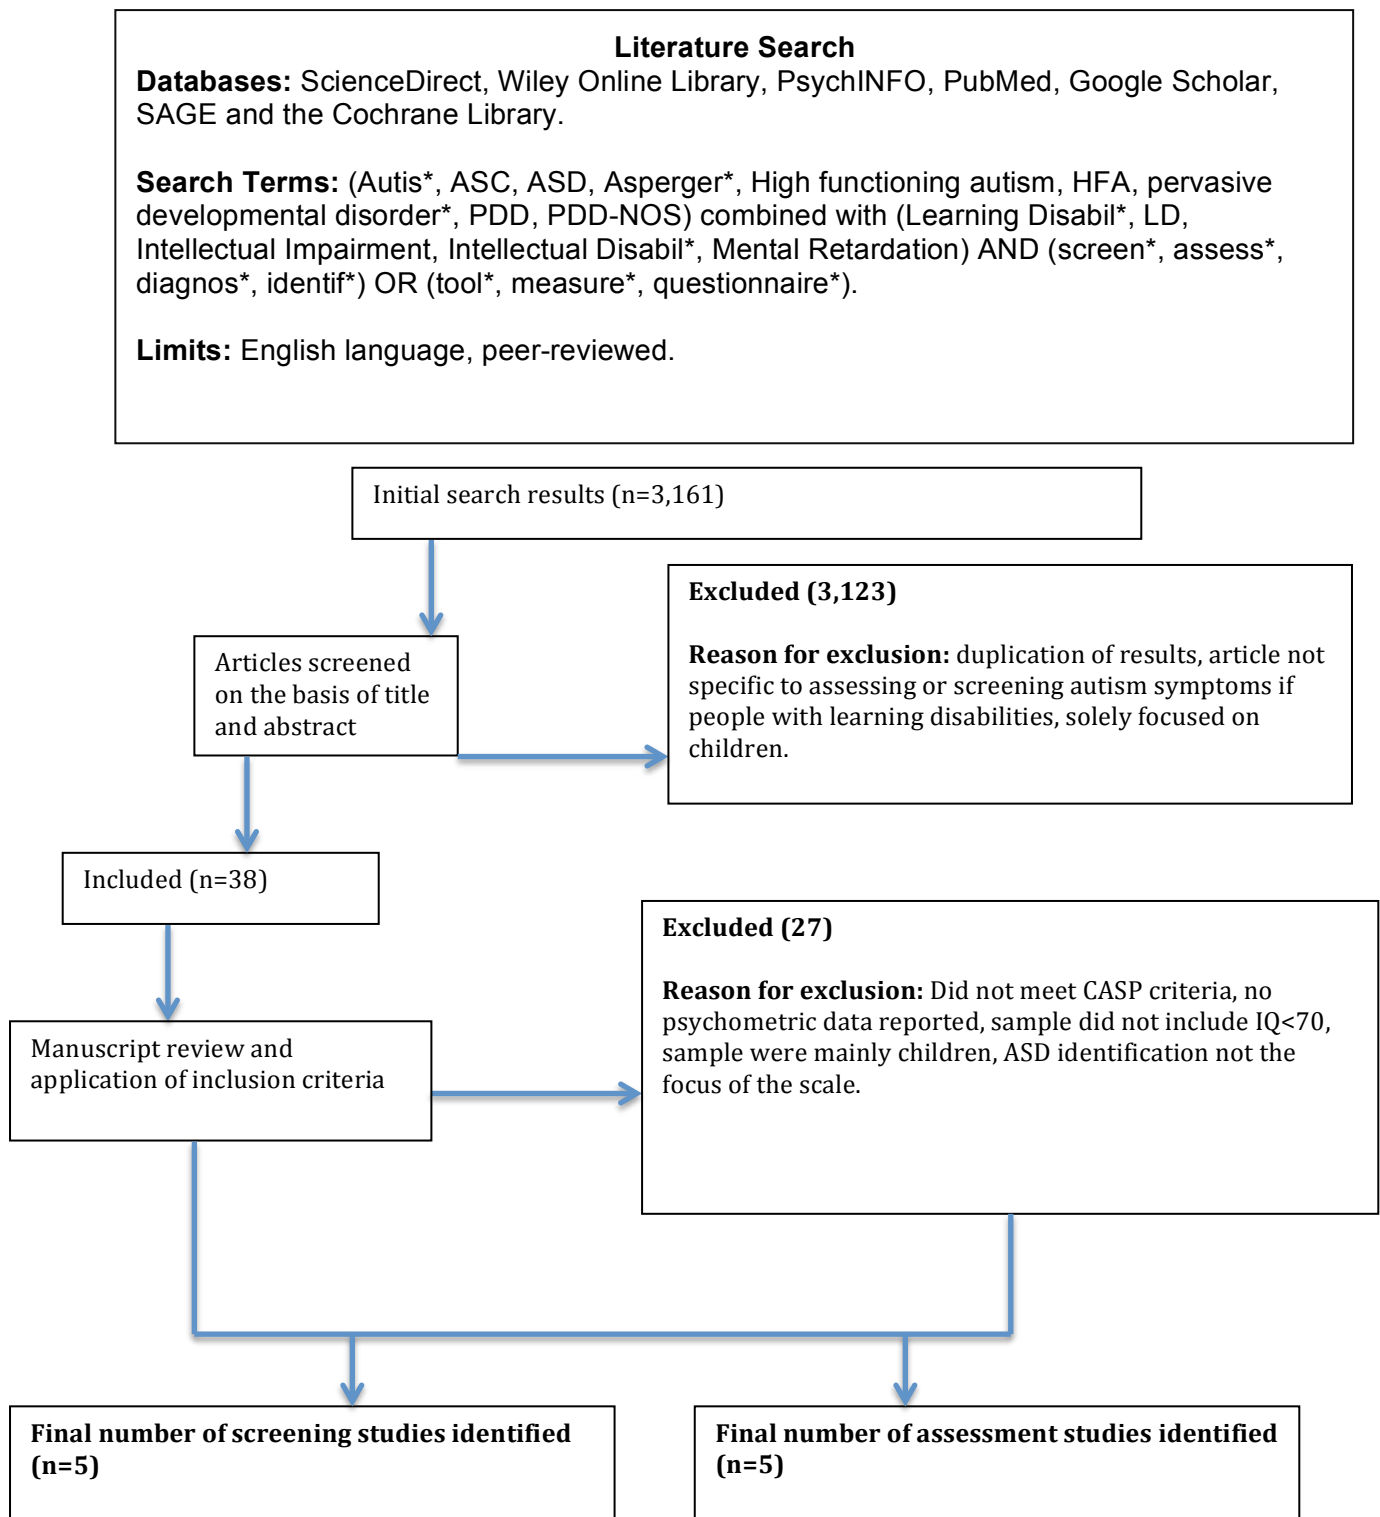 Literature Search
Databases: ScienceDirect, Wiley Online Library, PsychINFO, PubMed, Google Scholar,
SAGE and the Cochrane Library.
Search Terms: (Autis*, ASC, ASD, Asperger*, High functioning autism, HFA, pervasive
developmental disorder*, PDD, PDD-NOS) combined with (Learning Disabil*, LD,
Intellectual Impairment, Intellectual Disabil*, Mental Retardation) AND (screen*, assess*,
diagnos*, identif*) OR (tool*, measure*, questionnaire*).
Limits: English language, peer-reviewed.
Initial search results (n=3,161)
Excluded (3,123)
Reason for exclusion: duplication of results, article not
specific to assessing or screening autism symptoms if
people with learning disabilities, solely focused on
children.
Articles screened
on the basis of title
and abstract
Included (n=38)
Excluded (27)
Reason for exclusion: Did not meet CASP criteria, no
psychometric data reported, sample did not include IQ<70,
sample were mainly children, ASD identification not the
focus of the scale.
Manuscript review and
application of inclusion criteria
Final number of screening studies identified
(n=5)
Final number of assessment studies identified
(n=5)